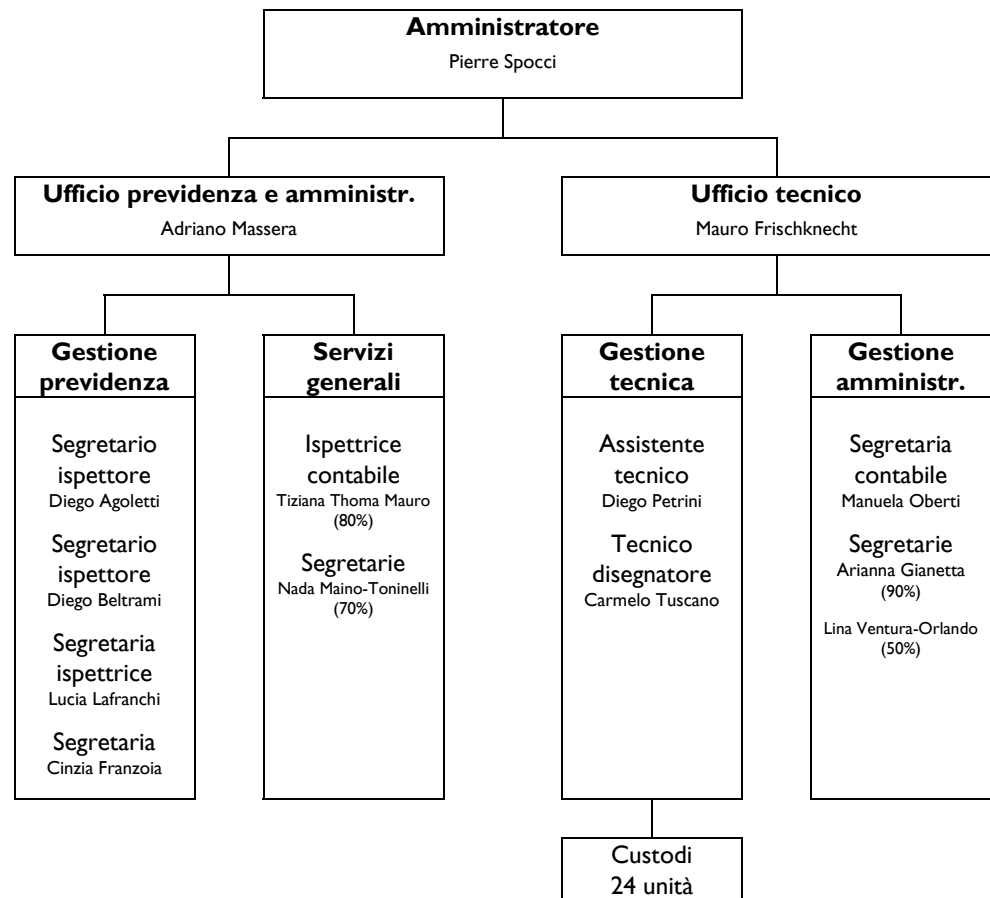 Amministratore
Pierre Spocci
Ufficio previdenza e amministr.
Adriano Massera
Ufficio tecnico
Mauro Frischknecht
Gestione
previdenza
Segretario
ispettore
Diego Agoletti
Segretario
ispettore
Diego Beltrami
Segretaria
ispettrice
Lucia Lafranchi
Segretaria
Cinzia Franzoia
Servizi
generali
Ispettrice
contabile
Tiziana Thoma Mauro
(80%)
Segretarie
Nada Maino-Toninelli
(70%)
Gestione
tecnica
Assistente
tecnico
Diego Petrini
Tecnico
disegnatore
Carmelo Tuscano
Gestione
amministr.
Segretaria
contabile
Manuela Oberti
Segretarie
Arianna Gianetta
(90%)
Lina Ventura-Orlando
(50%)
Custodi
24 unità